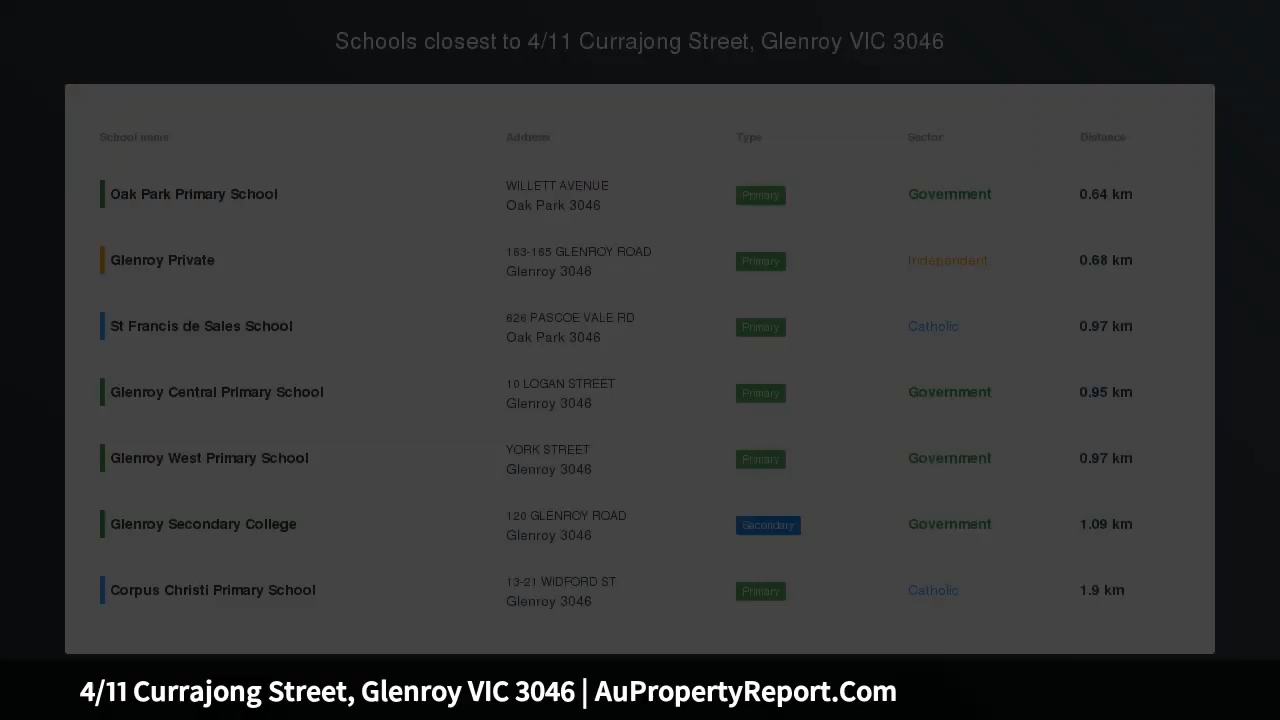 Schools closest to 4/11 Currajong Street, Glenroy VIC 3046
School name Address Type Sector Distance
Oak Park Primary School WILLETT AVENUE Oak Park 3046 Primary Government 0.64 km
Glenroy Private 163-165 GLENROY ROAD Glenroy 3046 Primary Independent 0.68 km
St Francis de Sales School 626 PASCOE VALE RD Oak Park 3046 Primary Catholic 0.97 km
Glenroy Central Primary School 10 LOGAN STREET Glenroy 3046 Primary Government 0.95 km
Glenroy West Primary School YORK STREET Glenroy 3046 Primary Government 0.97 km
Glenroy Secondary College 120 GLENROY ROAD Glenroy 3046 Secondary Government 1.09 km
Corpus Christi Primary School 13-21 WIDFORD ST Glenroy 3046 Primary Catholic 1.9 km
4/11 Currajong Street, Glenroy VIC 3046 | AuPropertyReport.Com